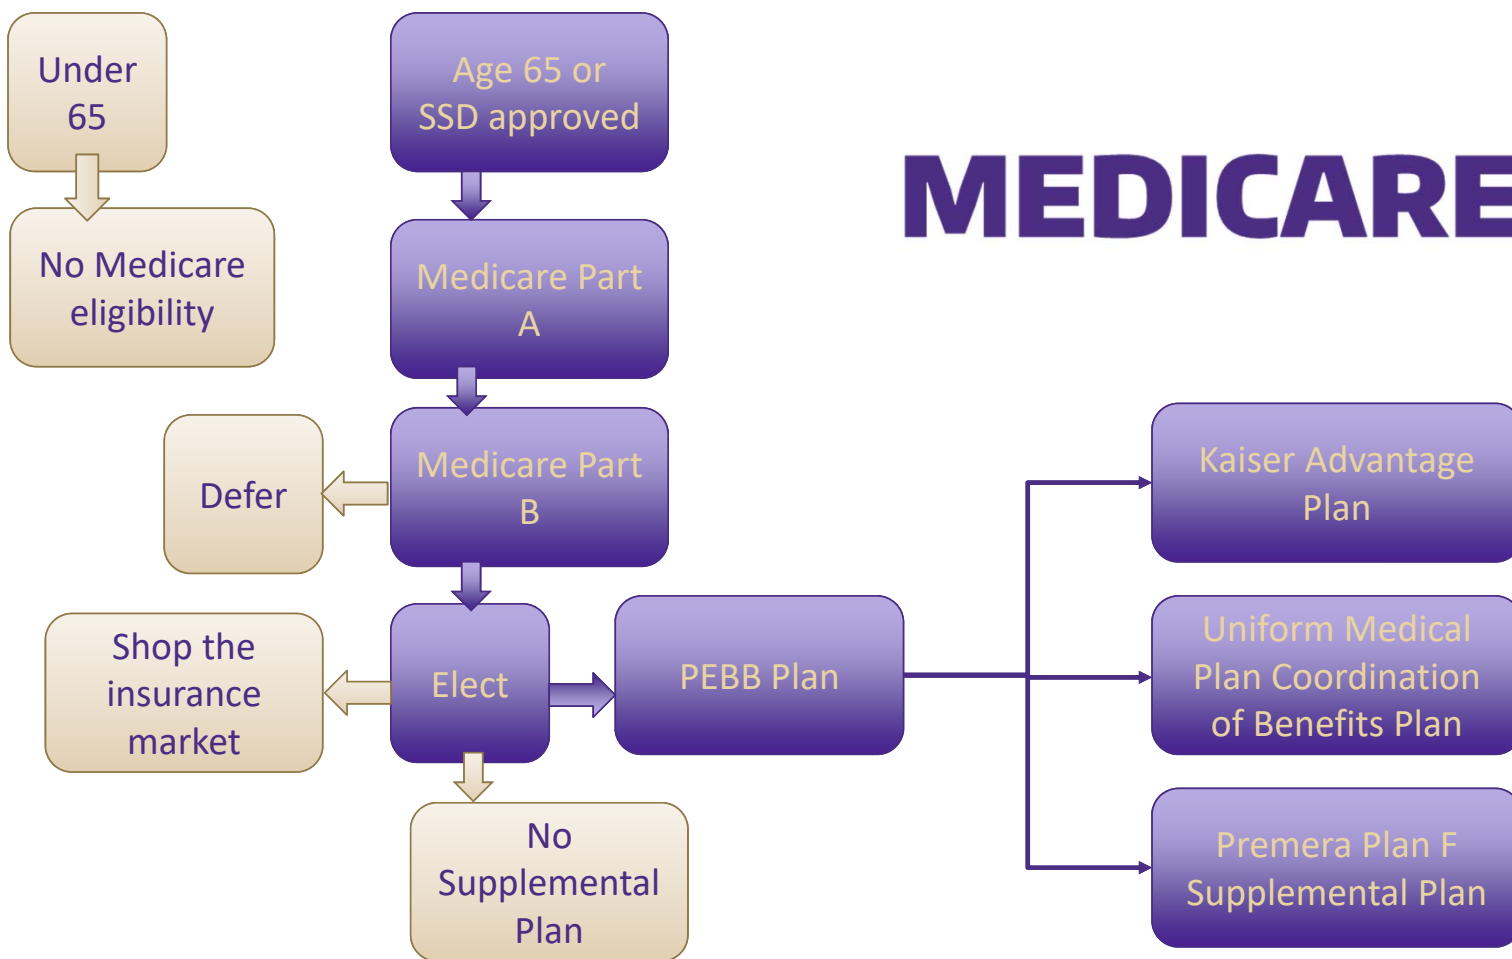 Under
65
Age 65 or
SSD approved
MEDICARE
No Medicare
eligibility
Medicare Part
A
Defer
Medicare Part
B
Kaiser Advantage
Plan
Shop the
insurance
market
Elect
PEBB Plan
Uniform Medical
Plan Coordination
of Benefits Plan
No
Supplemental
Plan
Premera Plan F
Supplemental Plan